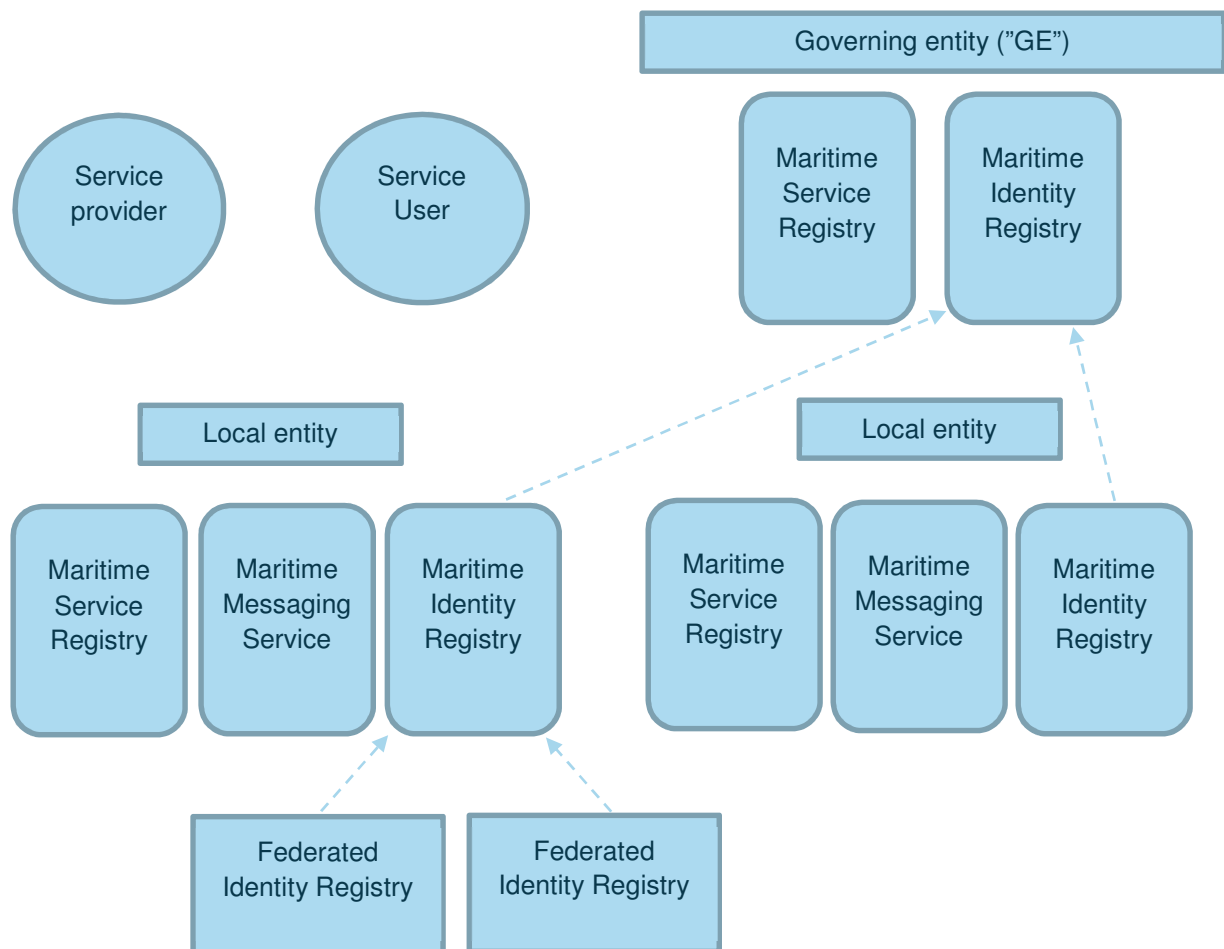 Governing entity (”GE”)
Service
provider
Service
User
Maritime
Service
Registry
Maritime
Identity
Registry
Local entity
Local entity
Maritime
Service
Registry
Maritime
Messaging
Service
Maritime
Identity
Registry
Maritime
Service
Registry
Maritime
Messaging
Service
Maritime
Identity
Registry
Federated
Identity Registry
Federated
Identity Registry